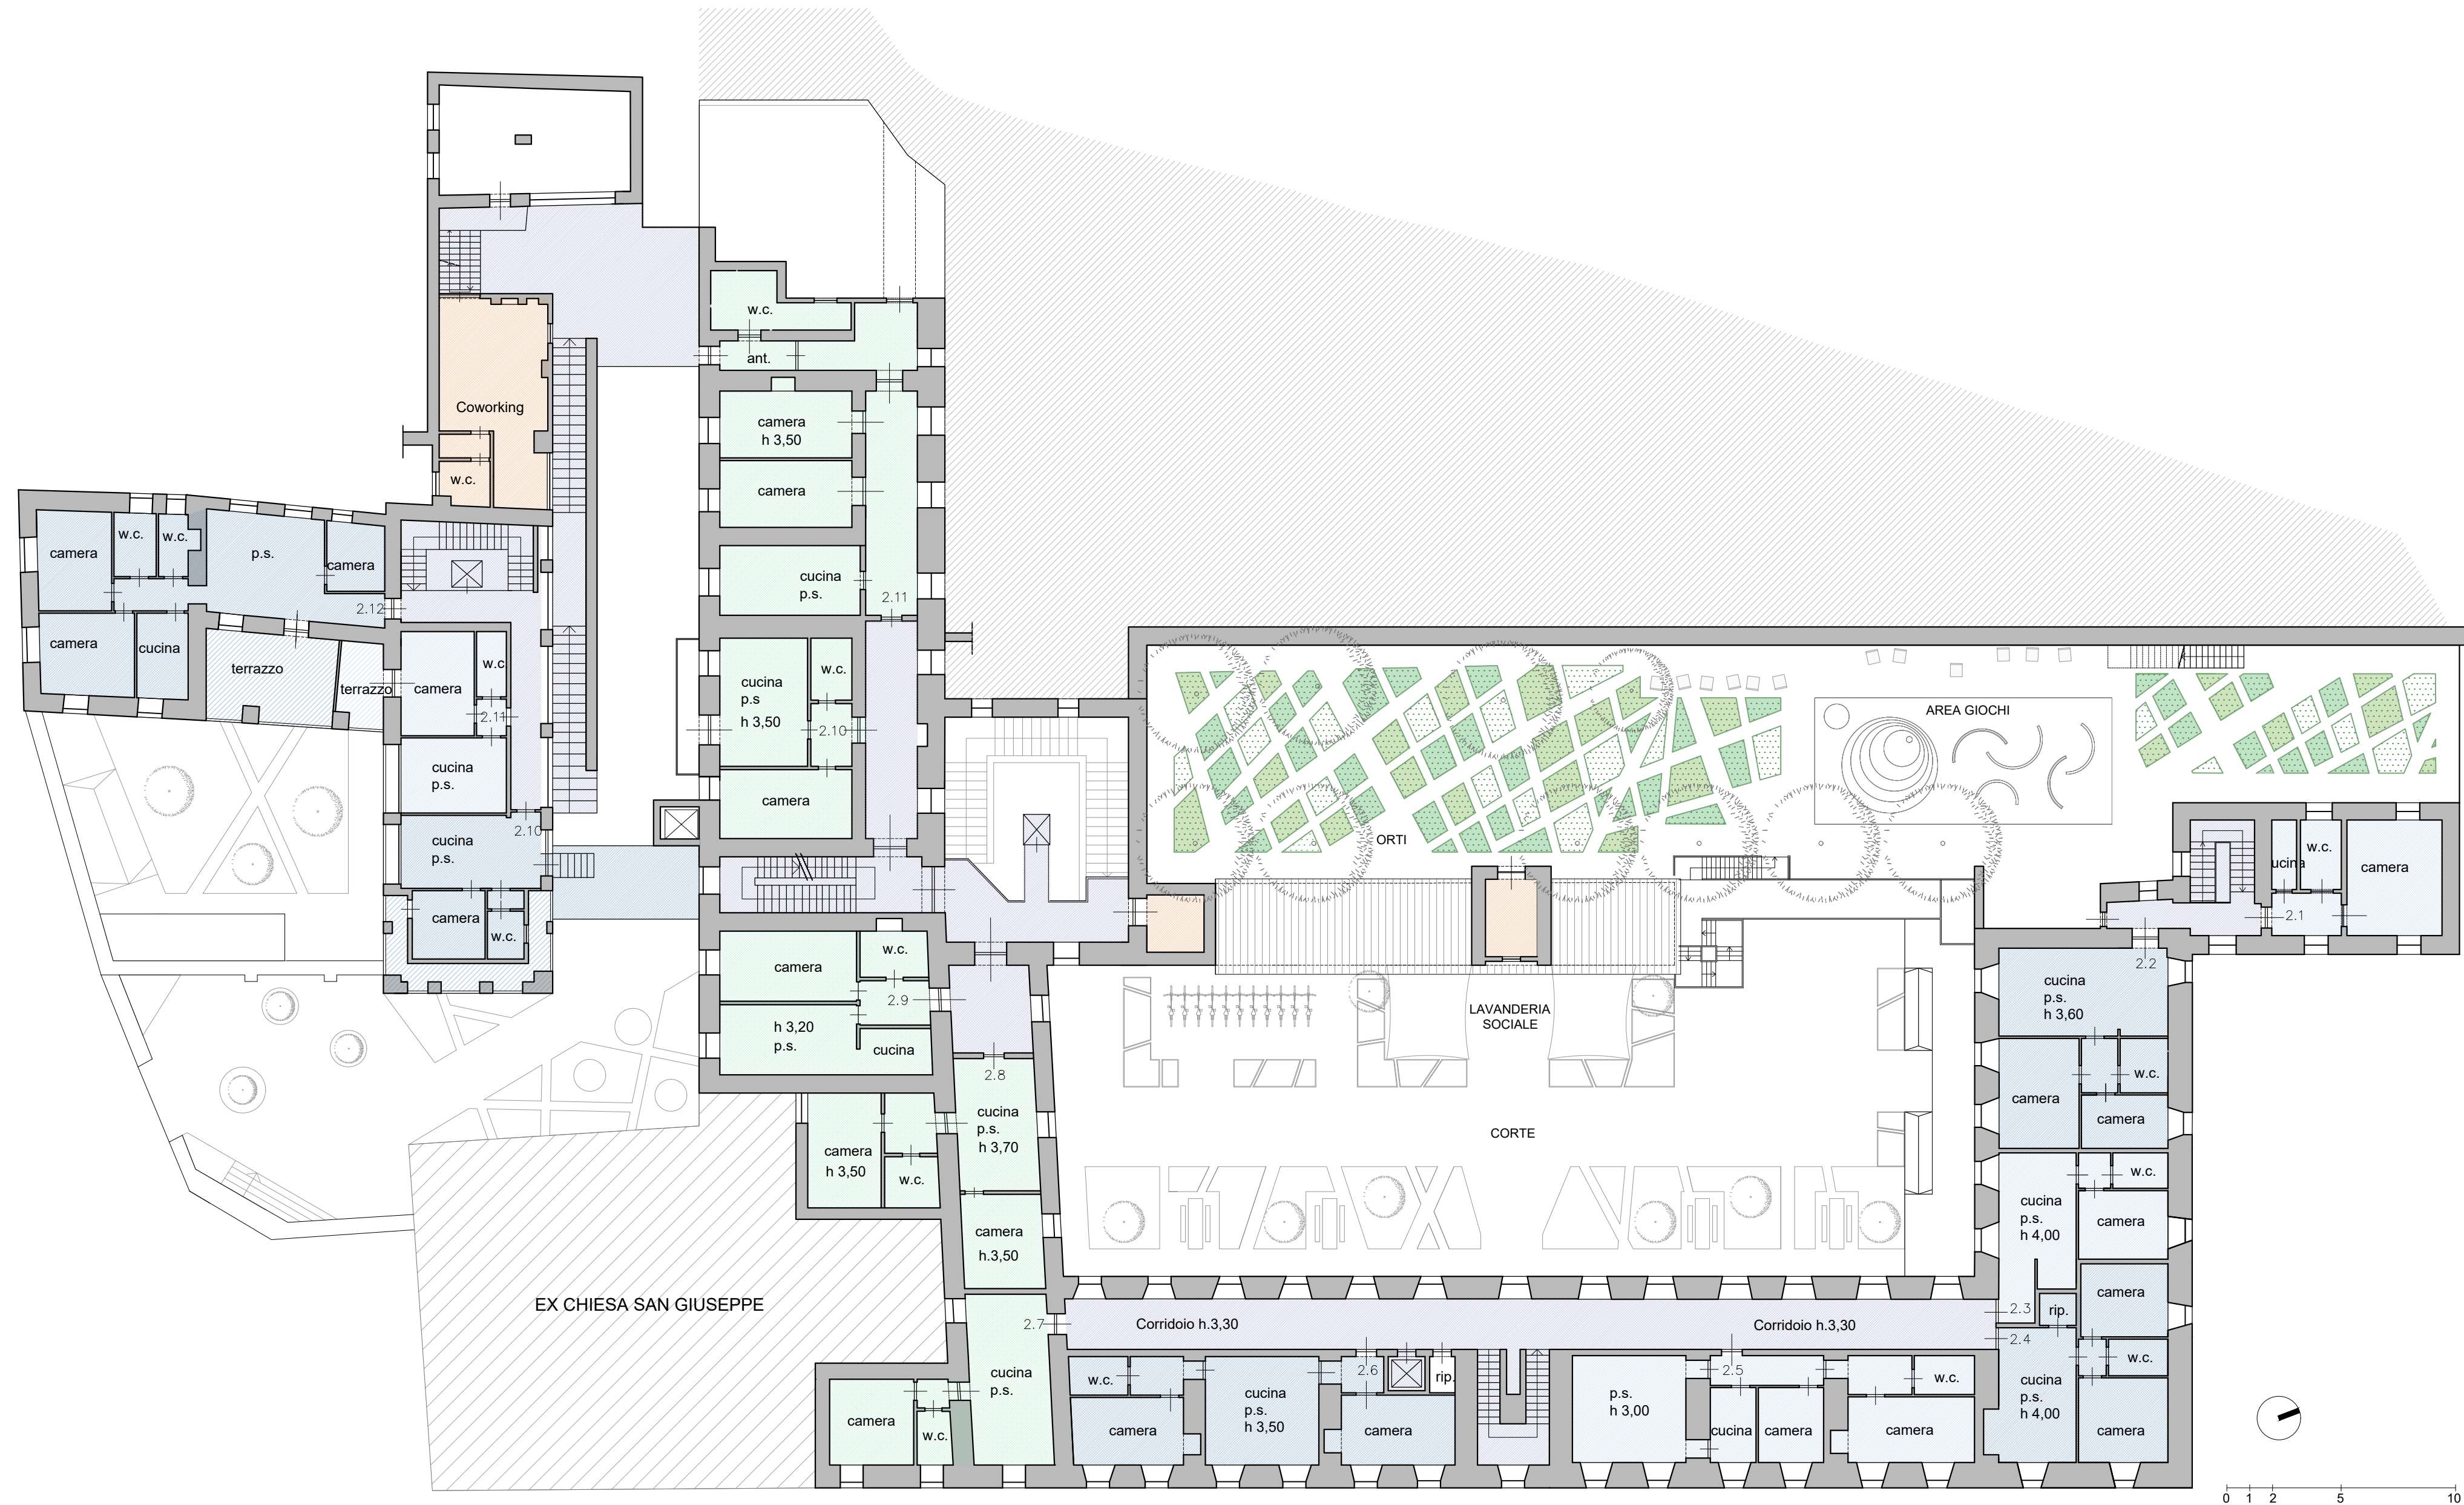 w.c.
ant.
Coworking
camera
h 3,50
camera
w.c.
w.c.
w.c.
p.s.
camera
camera
cucina
p.s.
2.11
2.12
camera
cucina
terrazzo
terrazzo
camera
w.c.
2.11
cucina
p.s
h 3,50
w.c.
2.10
camera
cucina
p.s.
cucina
p.s.
2.10
camera
w.c.
AREA GIOCHI
ORTI
w.c.
camera
2.1
2.2
camera
w.c.
2.9
h 3,20
p.s.
cucina
2.8
cucina
p.s.
h 3,70
camera
h 3,50
w.c.
camera
h.3,50
LAVANDERIA
SOCIALE
CORTE
cucina
p.s.
h 3,60
camera
w.c.
camera
cucina
p.s.
h 4,00
w.c.
camera
camera
2.3
rip.
2.4
w.c.
cucina
p.s.
h 4,00
camera
EX CHIESA SAN GIUSEPPE
2.7
Corridoio h.3,30
Corridoio h.3,30
cucina
p.s.
camera
w.c.
w.c.
camera
cucina
p.s.
h 3,50
2.6
rip.
camera
p.s.
h 3,00
2.5
cucina
camera
w.c.
camera
0 1 2 5 10